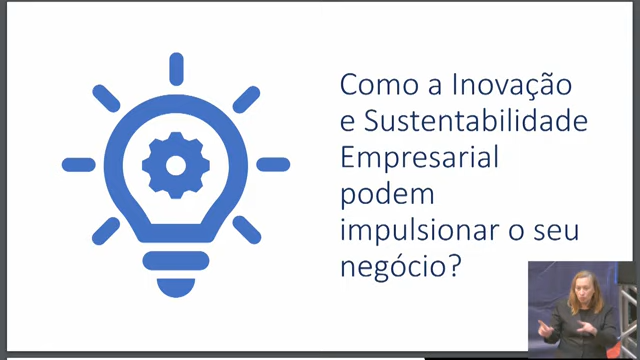 Como a Inovação
e Sustentabilidade
Empresarial
podem
impulsionar o seu
negócio?